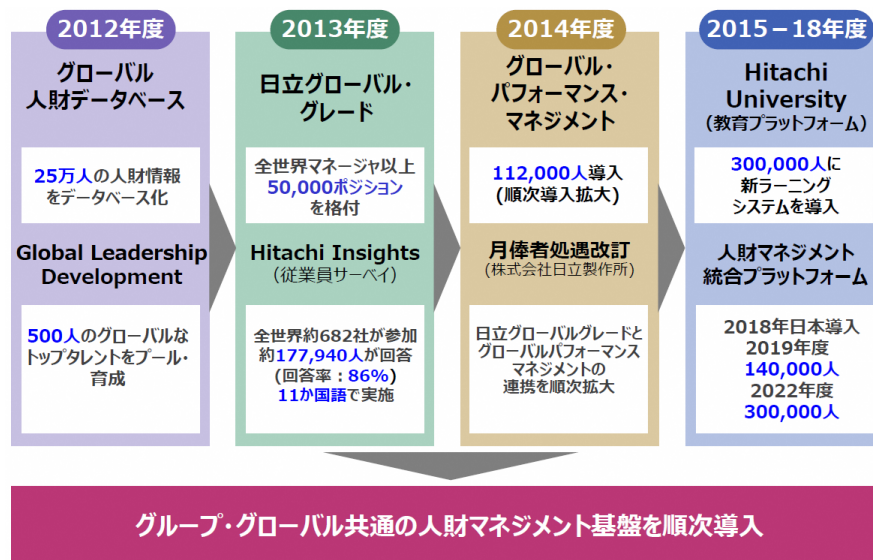 2012年度
グローバル
人財データベース
25万人の人財情報
をデータベース化
Global Leadership
Development
500人のグローバルな
トップタレントをプール・
育成
2013年度
日立グローバル・
グレード
全世界マネージャ以上
50,000ポジション
を格付
Hitachi Insights
(従業員サーベイ)
全世界約682社が参加
約177,940人が回答
(回答率：86%)
11か国語で実施
2014年度
グローバル・
パフォーマンス・
マネジメント
112,000人導入
(順次導入拡大)
月俸者処遇改訂
(株式会社日立製作所)
日立グローバルグレードと
グローバルパフォーマンス
マネジメントの
連携を順次拡大
2015－18年度
Hitachi
University
(教育プラットフォーム)
300,000人に
新ラーニング
システムを導入
人財マネジメント
統合プラットフォーム
2018年日本導入
2019年度
140,000人
2022年度
300,000人
グループ・グローバル共通の人財マネジメント基盤を順次導入